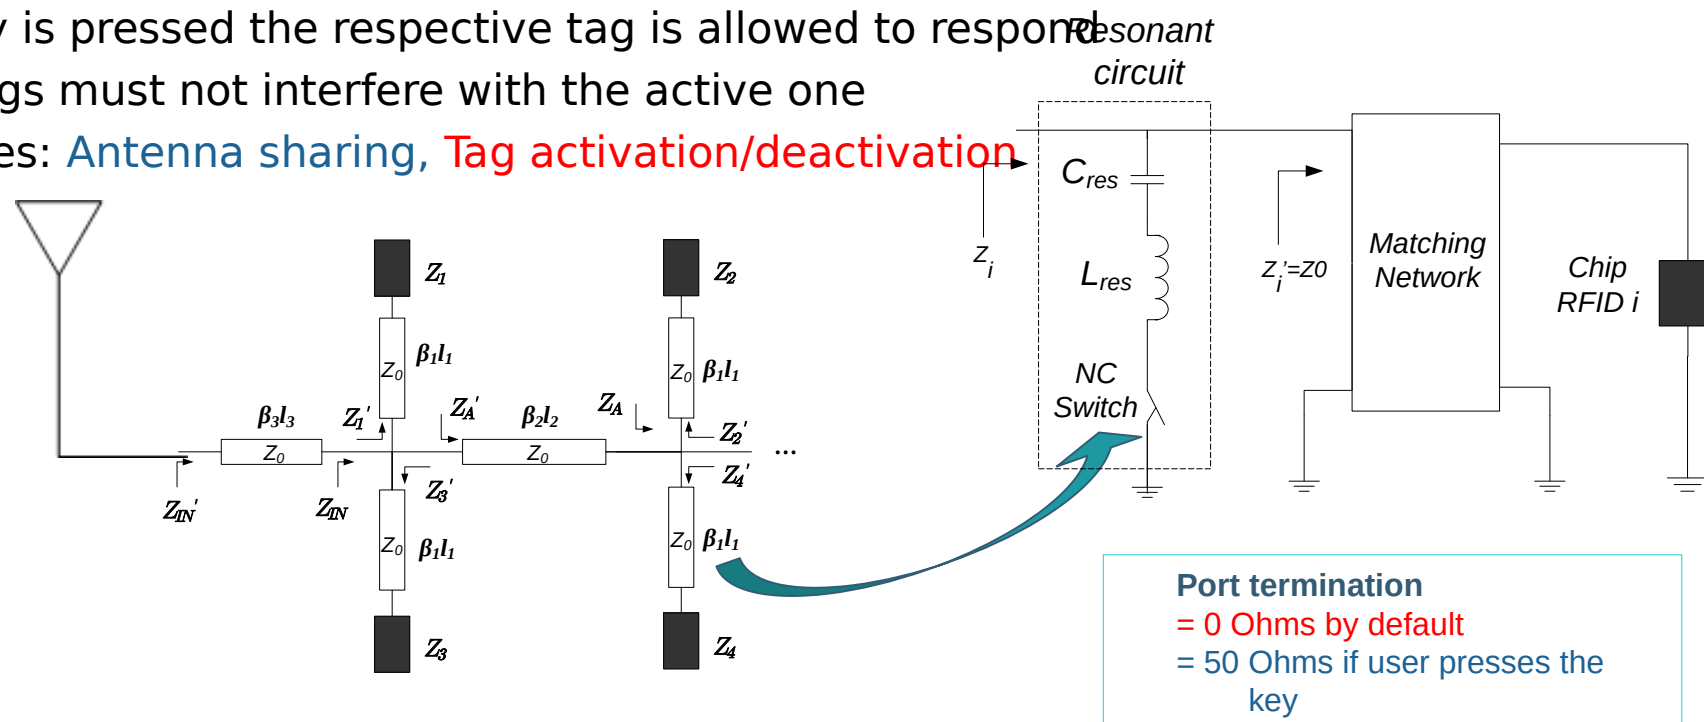 y is pressed the respective tag is allowed to respond
gs must not interfere with the active one
es: Antenna sharing, Tag activation/deactivation
Resonant
circuit
Cres
Lres
NC
Switch
Zi
Zi'=Z0
Matching
Network
Chip
RFID i
Z1
Z2
Z0 β1l1
Z0 β1l1
β3l3
Z1'
ZA'
β2l2
ZA
Z0
Z0
Z2'
...
ZIN'
ZIN
Z3'
Z4'
Z0 β1l1
Z0 β1l1
Z3
Z4
Port termination
= 0 Ohms by default
= 50 Ohms if user presses the
key